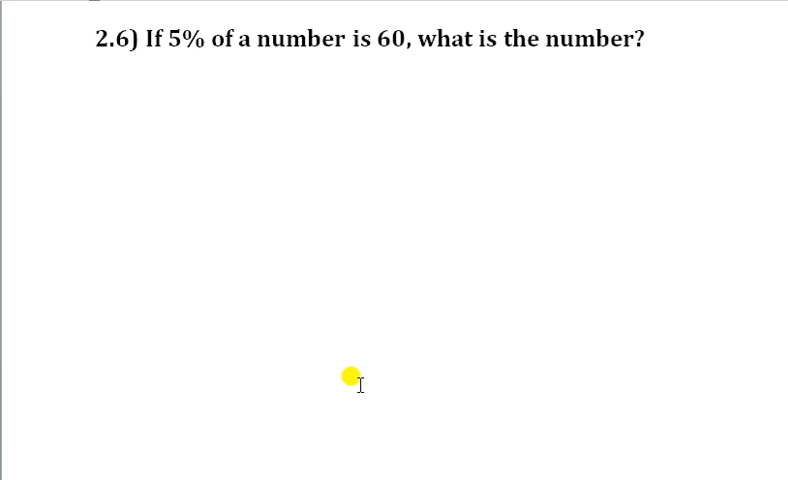 2.6) If 5% of a number is 60, what is the number?